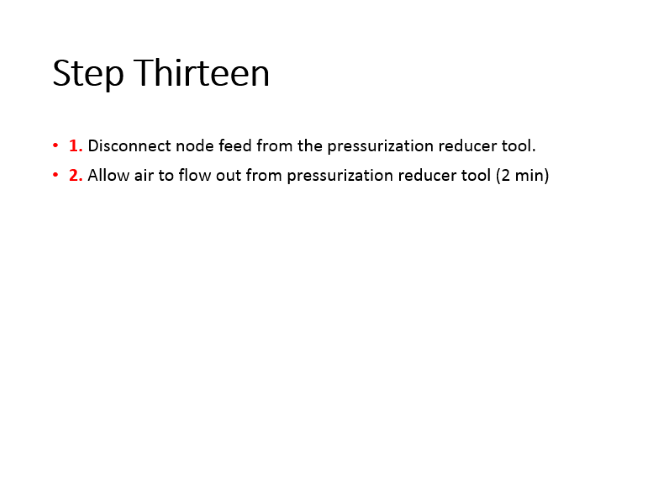 Step Thirteen
• 1. Disconnect node feed from the pressurization reducer tool.
• 2. Allow air to flow out from pressurization reducer tool (2 min)